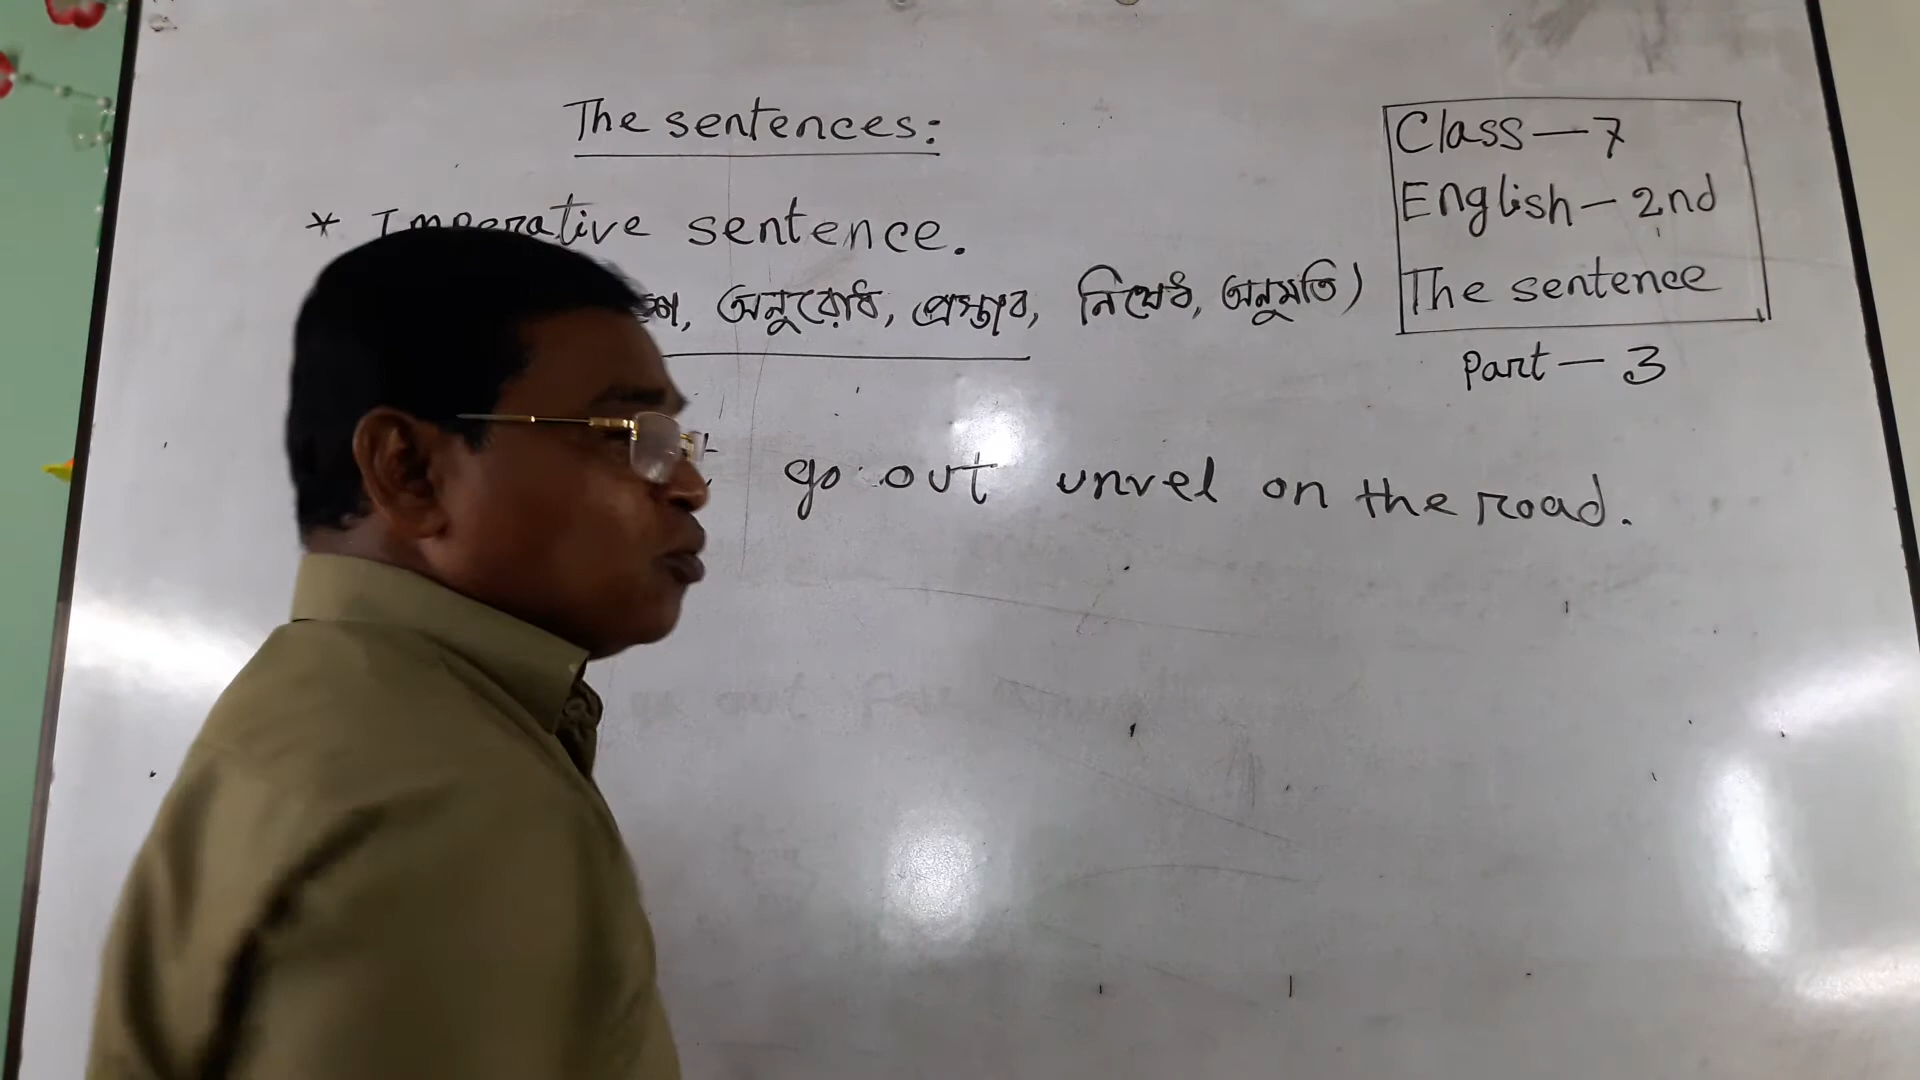 The sentences:
* Imperative sentence.
অনুরোধ, প্রস্তাব, নিষেধ, অনুমতি)
go out unvel on the road.
Class — 7
English — 2nd
The sentence
Part — 3